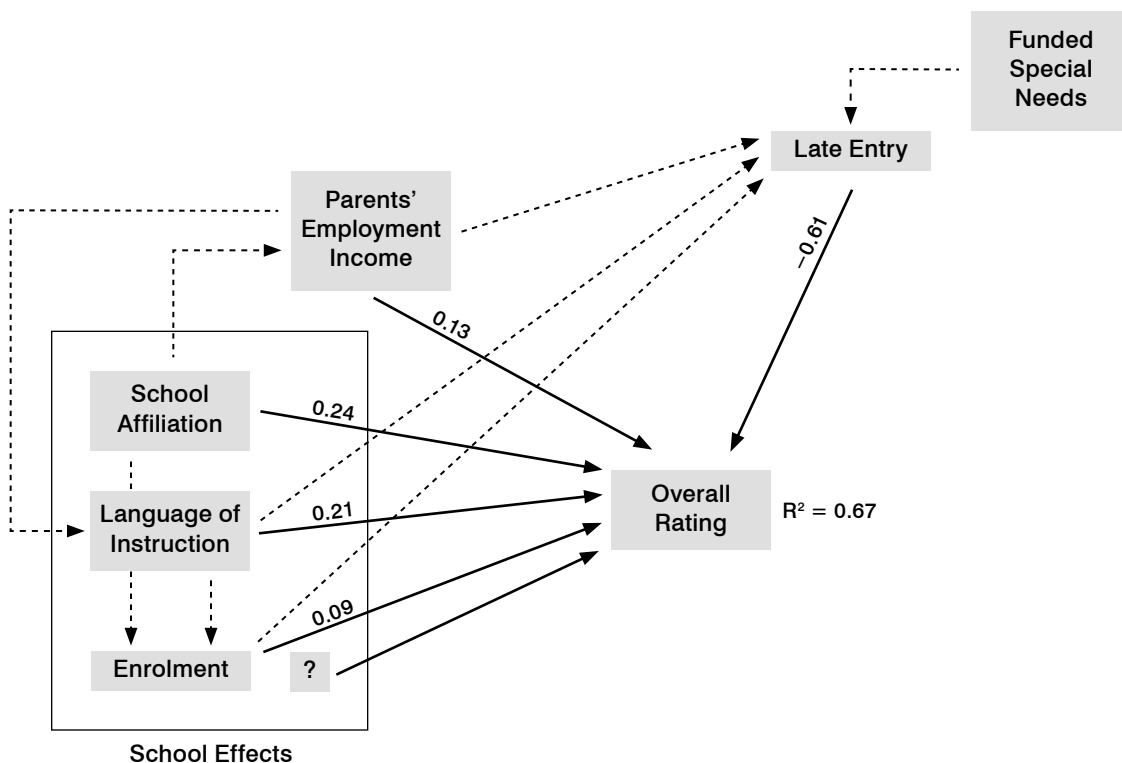 Funded
Special
Needs
Late Entry
Parents’
Employment
Income
−0.61
0.13
School
Affiliation
0.24
Language of
Instruction
0.21
Overall
Rating
R² = 0.67
0.09
Enrolment
?
School Effects